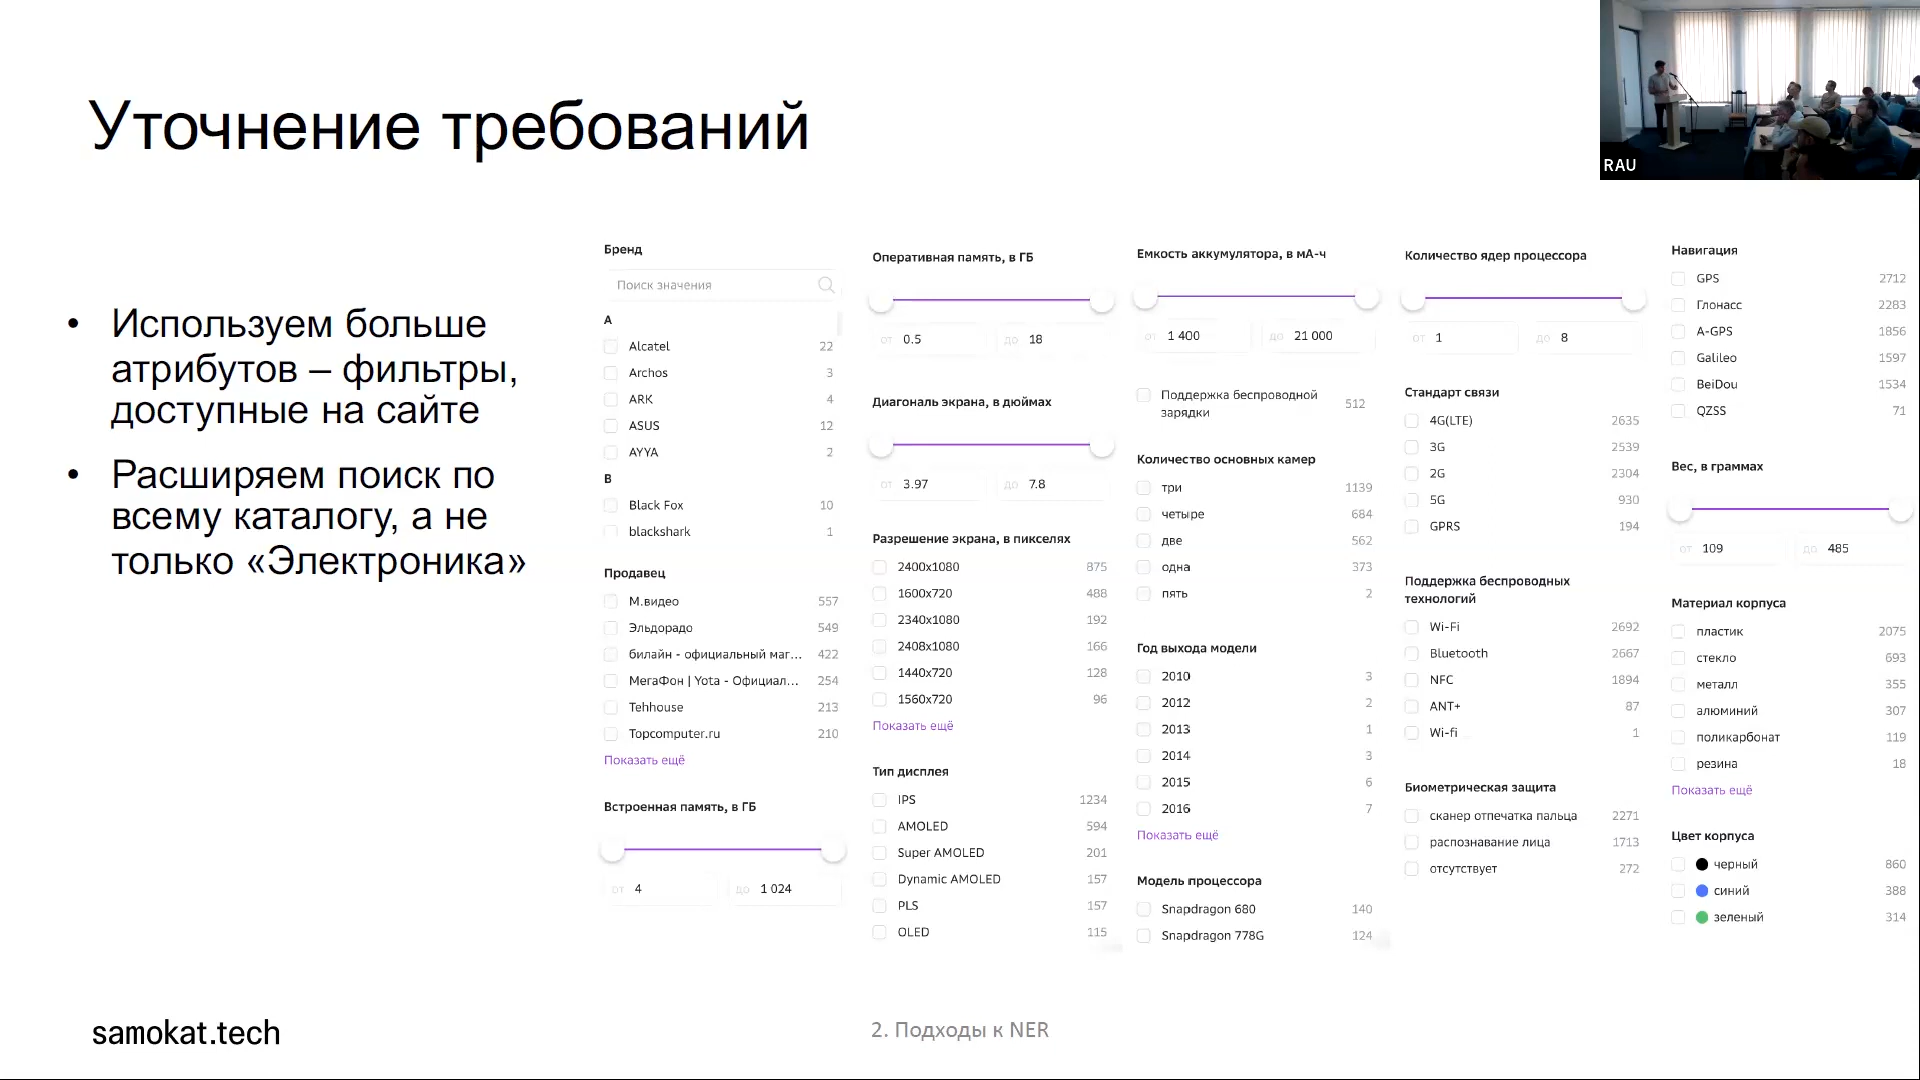 Уточнение требований
RAU
• Используем больше
атрибутов – фильтры,
доступные на сайте
• Расширяем поиск по
всему каталогу, а не
только «Электроника»
Бренд
Поиск значения
A
Alcatel 22
Archos 3
ARK 4
ASUS 12
AYYA 2
B
Black Fox 10
blackshark 1
Продавец
М.видео 557
Эльдорадо 549
билайн - официальный маг... 422
МегаФон | Yota - Официал... 254
Tehhouse 213
Topcomputer.ru 210
Показать ещё
Встроенная память, в ГБ
от 4 до 1 024
Оперативная память, в ГБ
от 0.5 до 18
Диагональ экрана, в дюймах
от 3.97 до 7.8
Разрешение экрана, в пикселях
2400x1080 875
1600x720 488
2340x1080 192
2408x1080 166
1440x720 128
1560x720 96
Показать ещё
Тип дисплея
IPS 1234
AMOLED 594
Super AMOLED 201
Dynamic AMOLED 157
PLS 157
OLED 115
Емкость аккумулятора, в мА-ч
от 1 400 до 21 000
Поддержка беспроводной
зарядки 512
Количество основных камер
три 1139
четыре 684
две 562
одна 373
пять 2
Год выхода модели
2010 3
2012 2
2013 1
2014 3
2015 6
2016 7
Показать ещё
Модель процессора
Snapdragon 680 140
Snapdragon 778G 124
Количество ядер процессора
от 1 до 8
Стандарт связи
4G(LTE) 2635
3G 2539
2G 2304
5G 930
GPRS 194
Поддержка беспроводных
технологий
Wi-Fi 2692
Bluetooth 2667
NFC 1894
ANT+ 87
Wi-fi 1
Биометрическая защита
сканер отпечатка пальца 2271
распознавание лица 1713
отсутствует 272
Навигация
GPS 2712
Глонасс 2283
A-GPS 1856
Galileo 1597
BeiDou 1534
QZSS 71
Вес, в граммах
от 109 до 485
Материал корпуса
пластик 2075
стекло 693
металл 355
алюминий 307
поликарбонат 119
резина 18
Показать ещё
Цвет корпуса
черный 860
синий 388
зеленый 314
samokat.tech
2. Подходы к NER